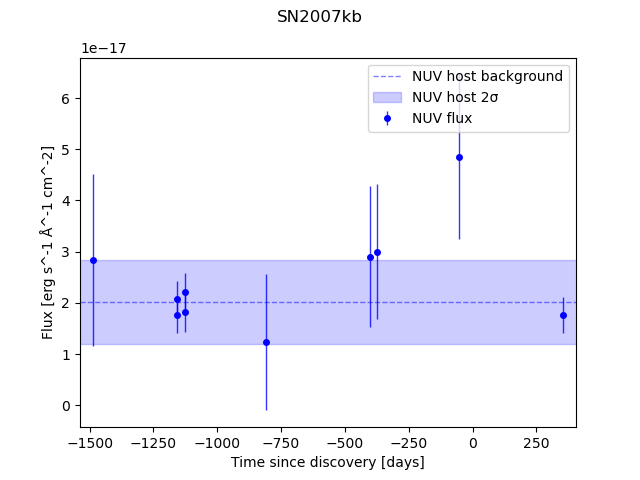 SN2007kb
1e−17
NUV host background
NUV host 2σ
NUV flux
6
5
4
3
2
1
0
Flux [erg s^-1 Å^-1 cm^-2]
−1500 −1250 −1000 −750 −500 −250 0 250
Time since discovery [days]